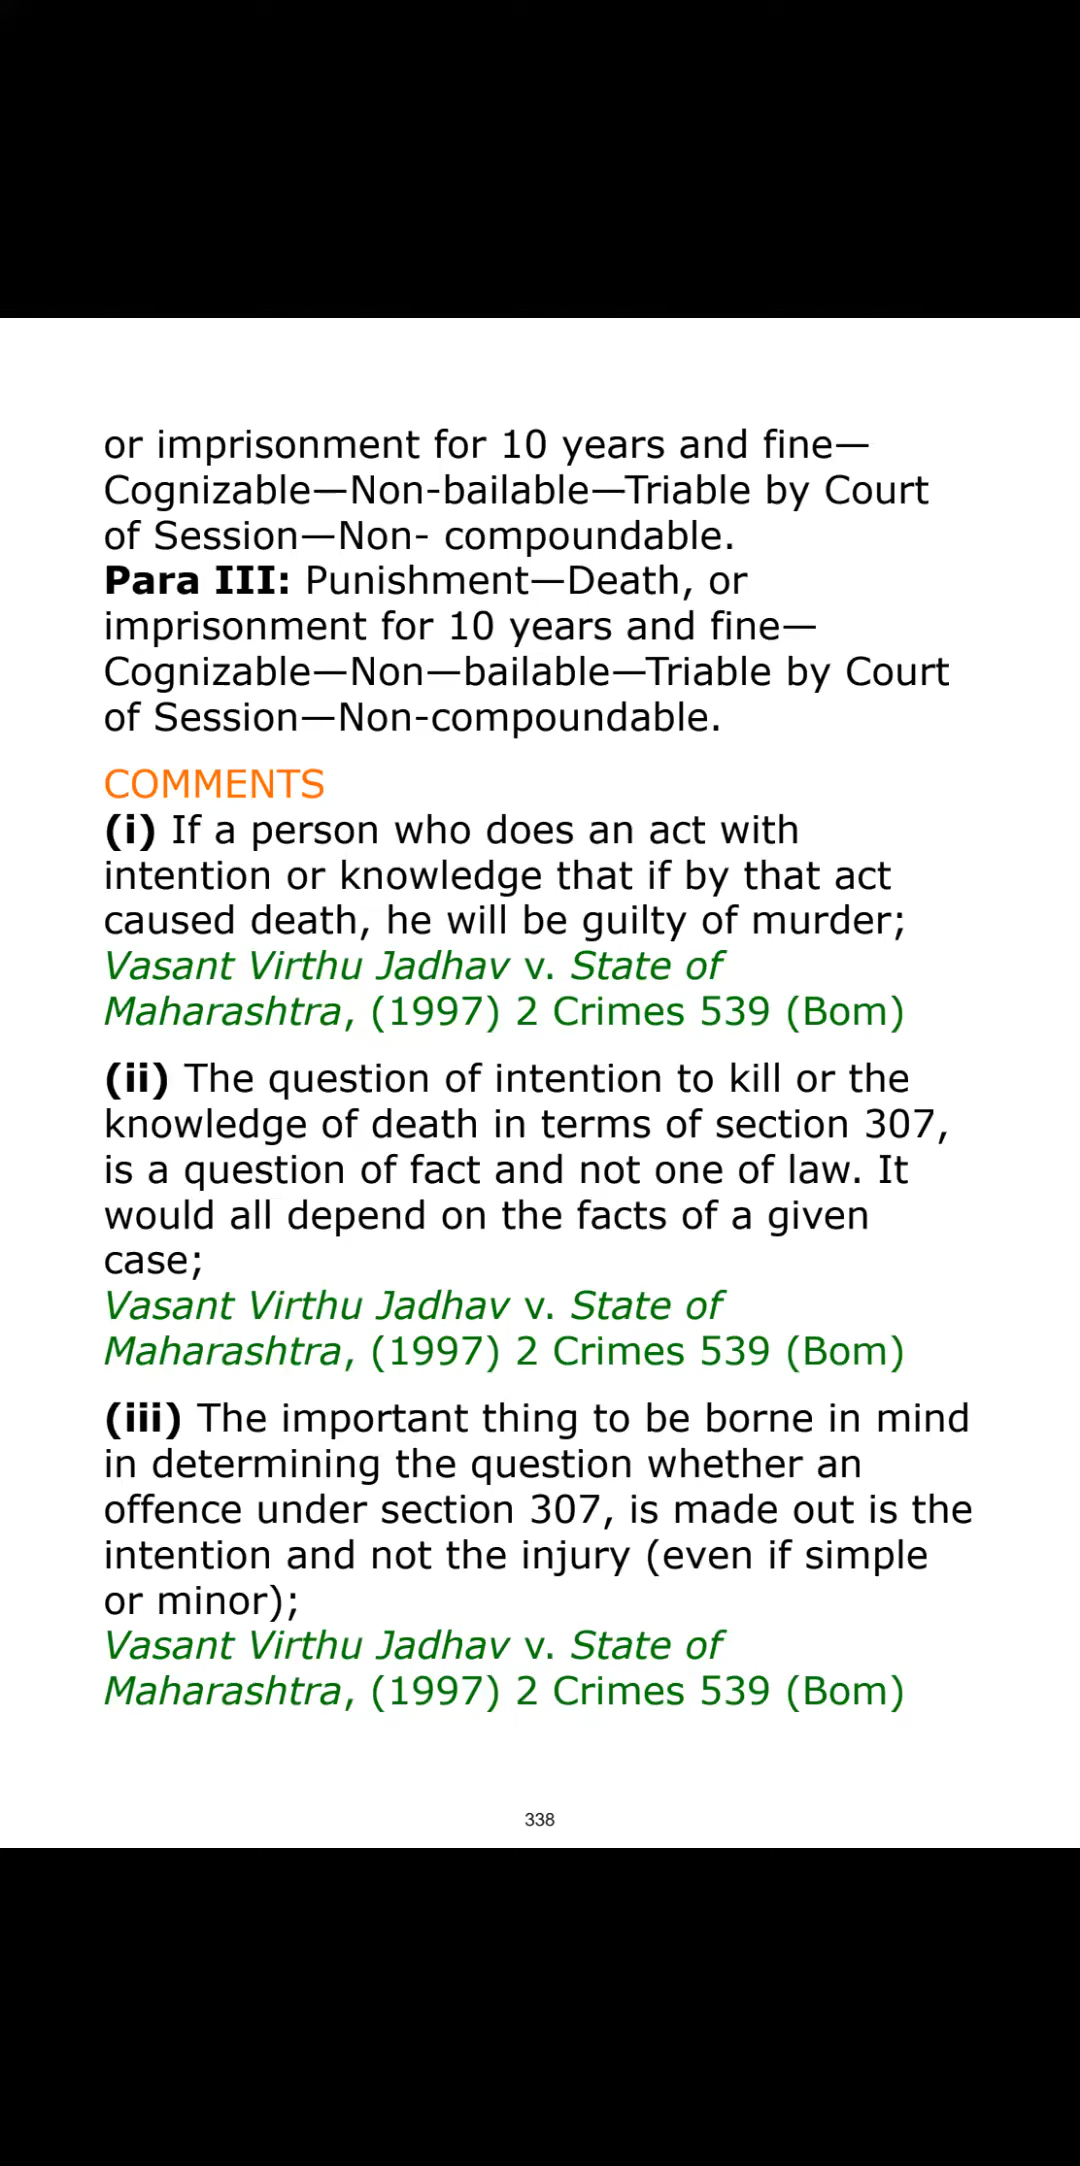 or imprisonment for 10 years and fine—
Cognizable—Non-bailable—Triable by Court
of Session—Non- compoundable.
Para III: Punishment—Death, or
imprisonment for 10 years and fine—
Cognizable—Non—bailable—Triable by Court
of Session—Non-compoundable.
COMMENTS
(i) If a person who does an act with
intention or knowledge that if by that act
caused death, he will be guilty of murder;
Vasant Virthu Jadhav v. State of
Maharashtra, (1997) 2 Crimes 539 (Bom)
(ii) The question of intention to kill or the
knowledge of death in terms of section 307,
is a question of fact and not one of law. It
would all depend on the facts of a given
case;
Vasant Virthu Jadhav v. State of
Maharashtra, (1997) 2 Crimes 539 (Bom)
(iii) The important thing to be borne in mind
in determining the question whether an
offence under section 307, is made out is the
intention and not the injury (even if simple
or minor);
Vasant Virthu Jadhav v. State of
Maharashtra, (1997) 2 Crimes 539 (Bom)
338